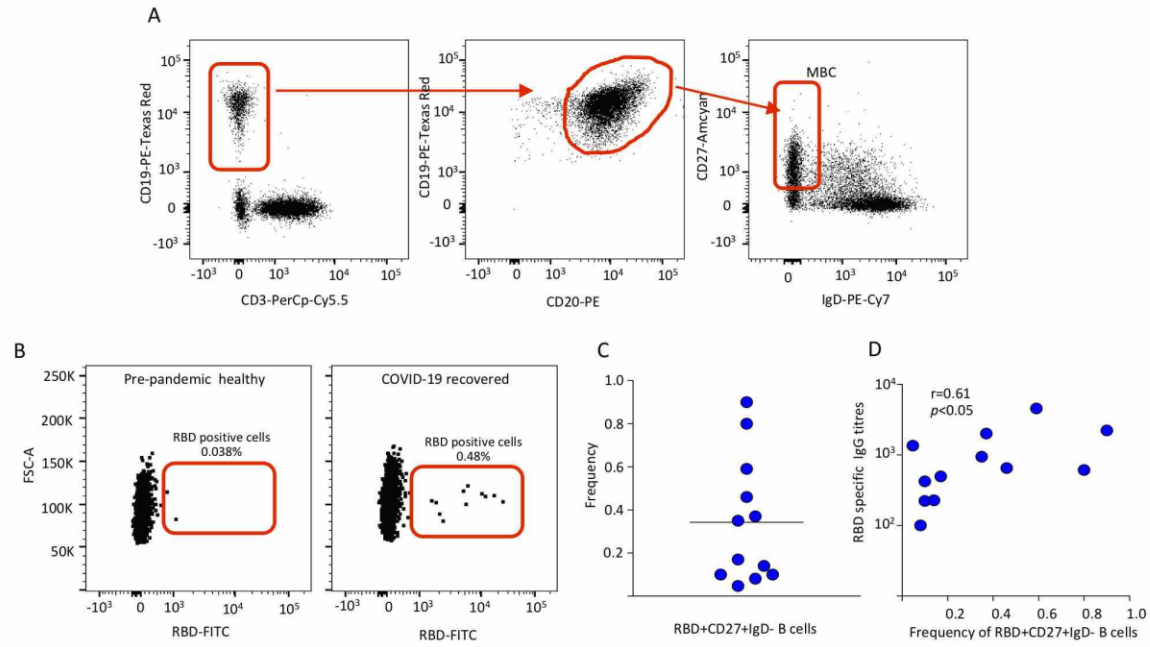 A
10⁵
10⁴
10³
0
-10³
CD19-PE-Texas Red
-10³ 0 10³ 10⁴ 10⁵
CD3-PerCp-Cy5.5
10⁵
10⁴
10³
0
-10³
CD19-PE-Texas Red
-10³ 0 10³ 10⁴ 10⁵
CD20-PE
MBC
10⁵
10⁴
10³
0
-10³
CD27-Amcyan
0 10³ 10⁴ 10⁵
IgD-PE-Cy7
B
250K
200K
150K
100K
50K
FSC-A
Pre-pandemic healthy
RBD positive cells
0.038%
-10³ 0 10³ 10⁴ 10⁵
RBD-FITC
COVID-19 recovered
RBD positive cells
0.48%
-10³ 0 10³ 10⁴ 10⁵
RBD-FITC
C
1.0
0.8
0.6
0.4
0.2
Frequency
RBD+CD27+IgD- B cells
D
10⁴
10³
10²
RBD specific IgG titres
r=0.61
p<0.05
0.2 0.4 0.6 0.8 1.0
Frequency of RBD+CD27+IgD- B cells